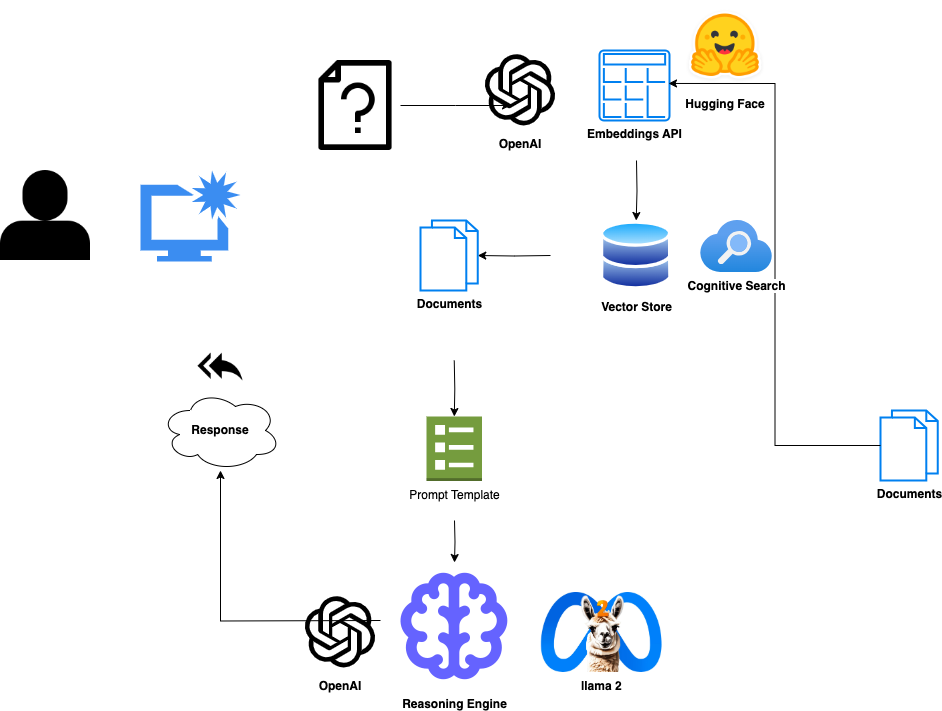 ?
Hugging Face
OpenAI
Embeddings API
Documents
Vector Store
Cognitive Search
Response
Prompt Template
Documents
2
OpenAI
Reasoning Engine
llama 2